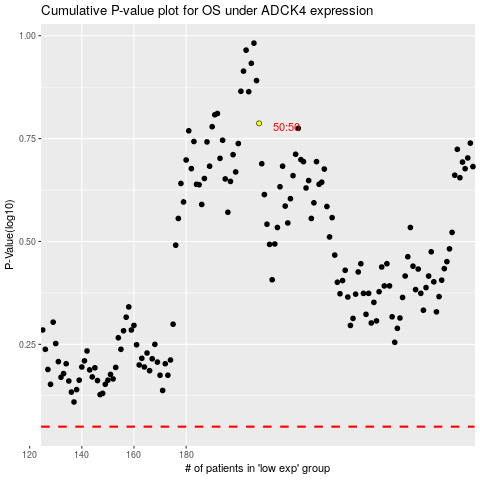 Cumulative P-value plot for OS under ADCK4 expression
P-Value(log10)
1.00
0.75
0.50
0.25
50:50
120 140 160 180
# of patients in 'low exp' group